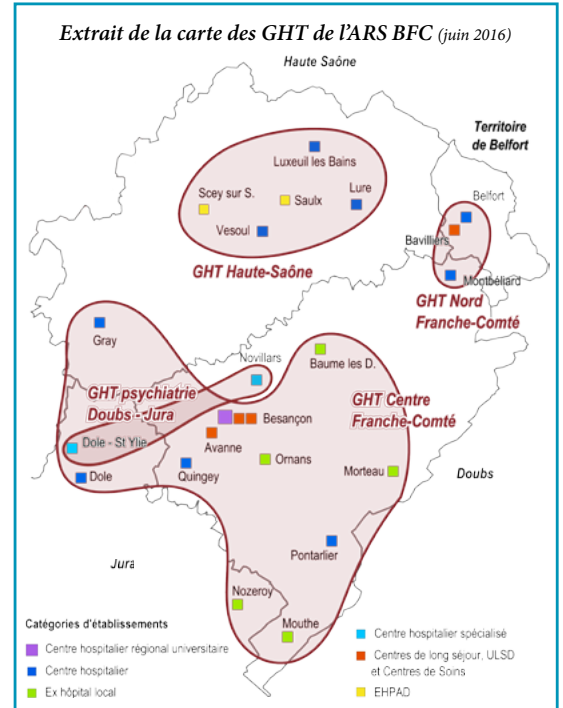 Extrait de la carte des GHT de l'ARS BFC (juin 2016)
Haute Saône
Territoire
de Belfort
Luxeuil les Bains
Scey sur S.
Saulx
Lure
Vesoul
Belfort
Bavilliers
Montbéliard
GHT Haute-Saône
GHT Nord
Franche-Comté
Gray
Novillars
Baume les D.
GHT psychiatrie
Doubs - Jura
GHT Centre
Franche-Comté
Besançon
Avanne
Dole - St Ylie
Ornans
Dole
Quingey
Morteau
Doubs
Pontarlier
Jura
Nozeroy
Mouthe
Catégories d'établissements
Centre hospitalier régional universitaire
Centre hospitalier
Ex hôpital local
Centre hospitalier spécialisé
Centres de long séjour, ULSD
et Centres de Soins
EHPAD